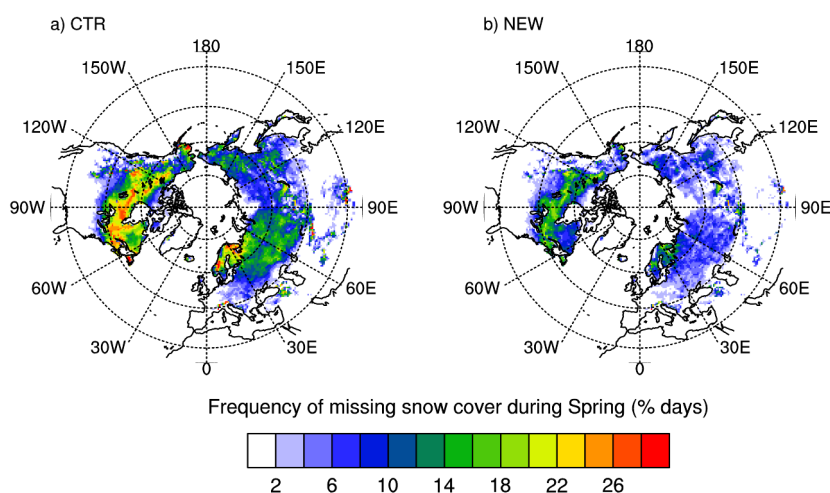 a) CTR
b) NEW
180
150W
150E
120W
120E
90W
90E
60W
60E
30W
30E
0
180
150W
150E
120W
120E
90W
90E
60W
60E
30W
30E
0
Frequency of missing snow cover during Spring (% days)
2 6 10 14 18 22 26